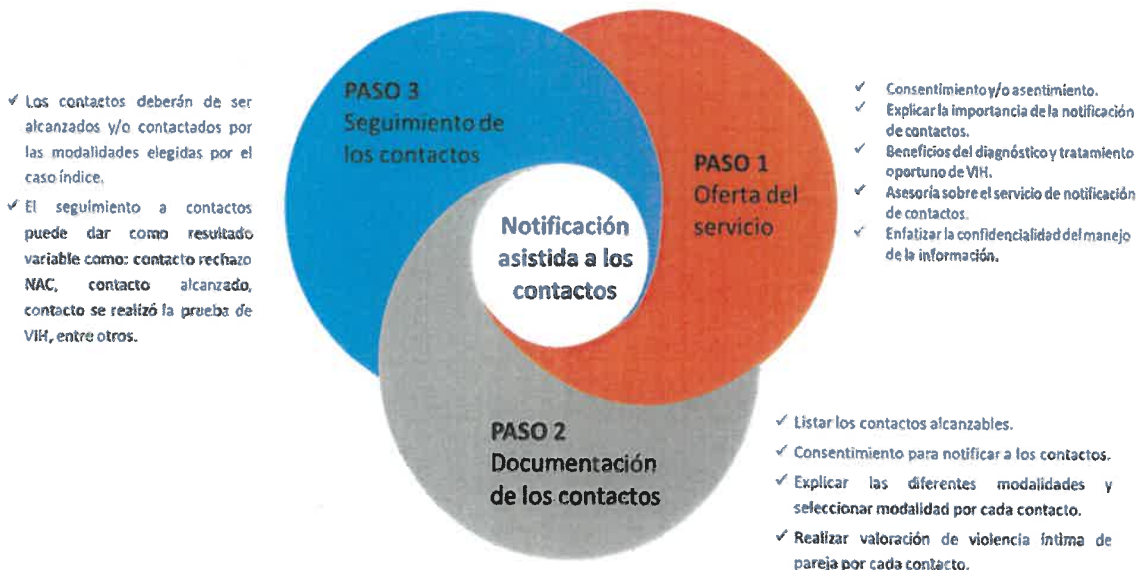 PASO 3
Seguimiento de
los contactos
✓ Los contactos deberán de ser
alcanzados y/o contactados por
las modalidades elegidas por el
caso índice.
✓ El seguimiento a contactos
puede dar como resultado
variable como: contacto rechazo
NAC, contacto alcanzado,
contacto se realizó la prueba de
VIH, entre otros.
Notificación
asistida a los
contactos
PASO 1
Oferta del
servicio
✓ Consentimiento y/o asentimiento.
✓ Explicar la importancia de la notificación
de contactos.
✓ Beneficios del diagnóstico y tratamiento
oportuno de VIH.
✓ Asesoría sobre el servicio de notificación
de contactos.
✓ Enfatizar la confidencialidad del manejo
de la información.
PASO 2
Documentación
de los contactos
✓ Listar los contactos alcanzables.
✓ Consentimiento para notificar a los contactos.
✓ Explicar las diferentes modalidades y
seleccionar modalidad por cada contacto.
✓ Realizar valoración de violencia íntima de
pareja por cada contacto.